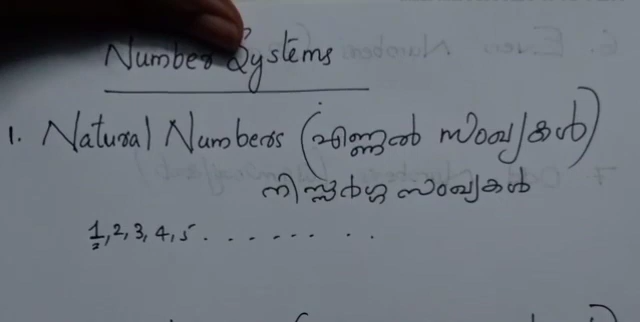 Number Systems
1. Natural Numbers (എണ്ണൽ സംഖ്യകൾ)
നിസ്സർഗ്ഗ സംഖ്യകൾ
1, 2, 3, 4, 5 . . . . . . . . .